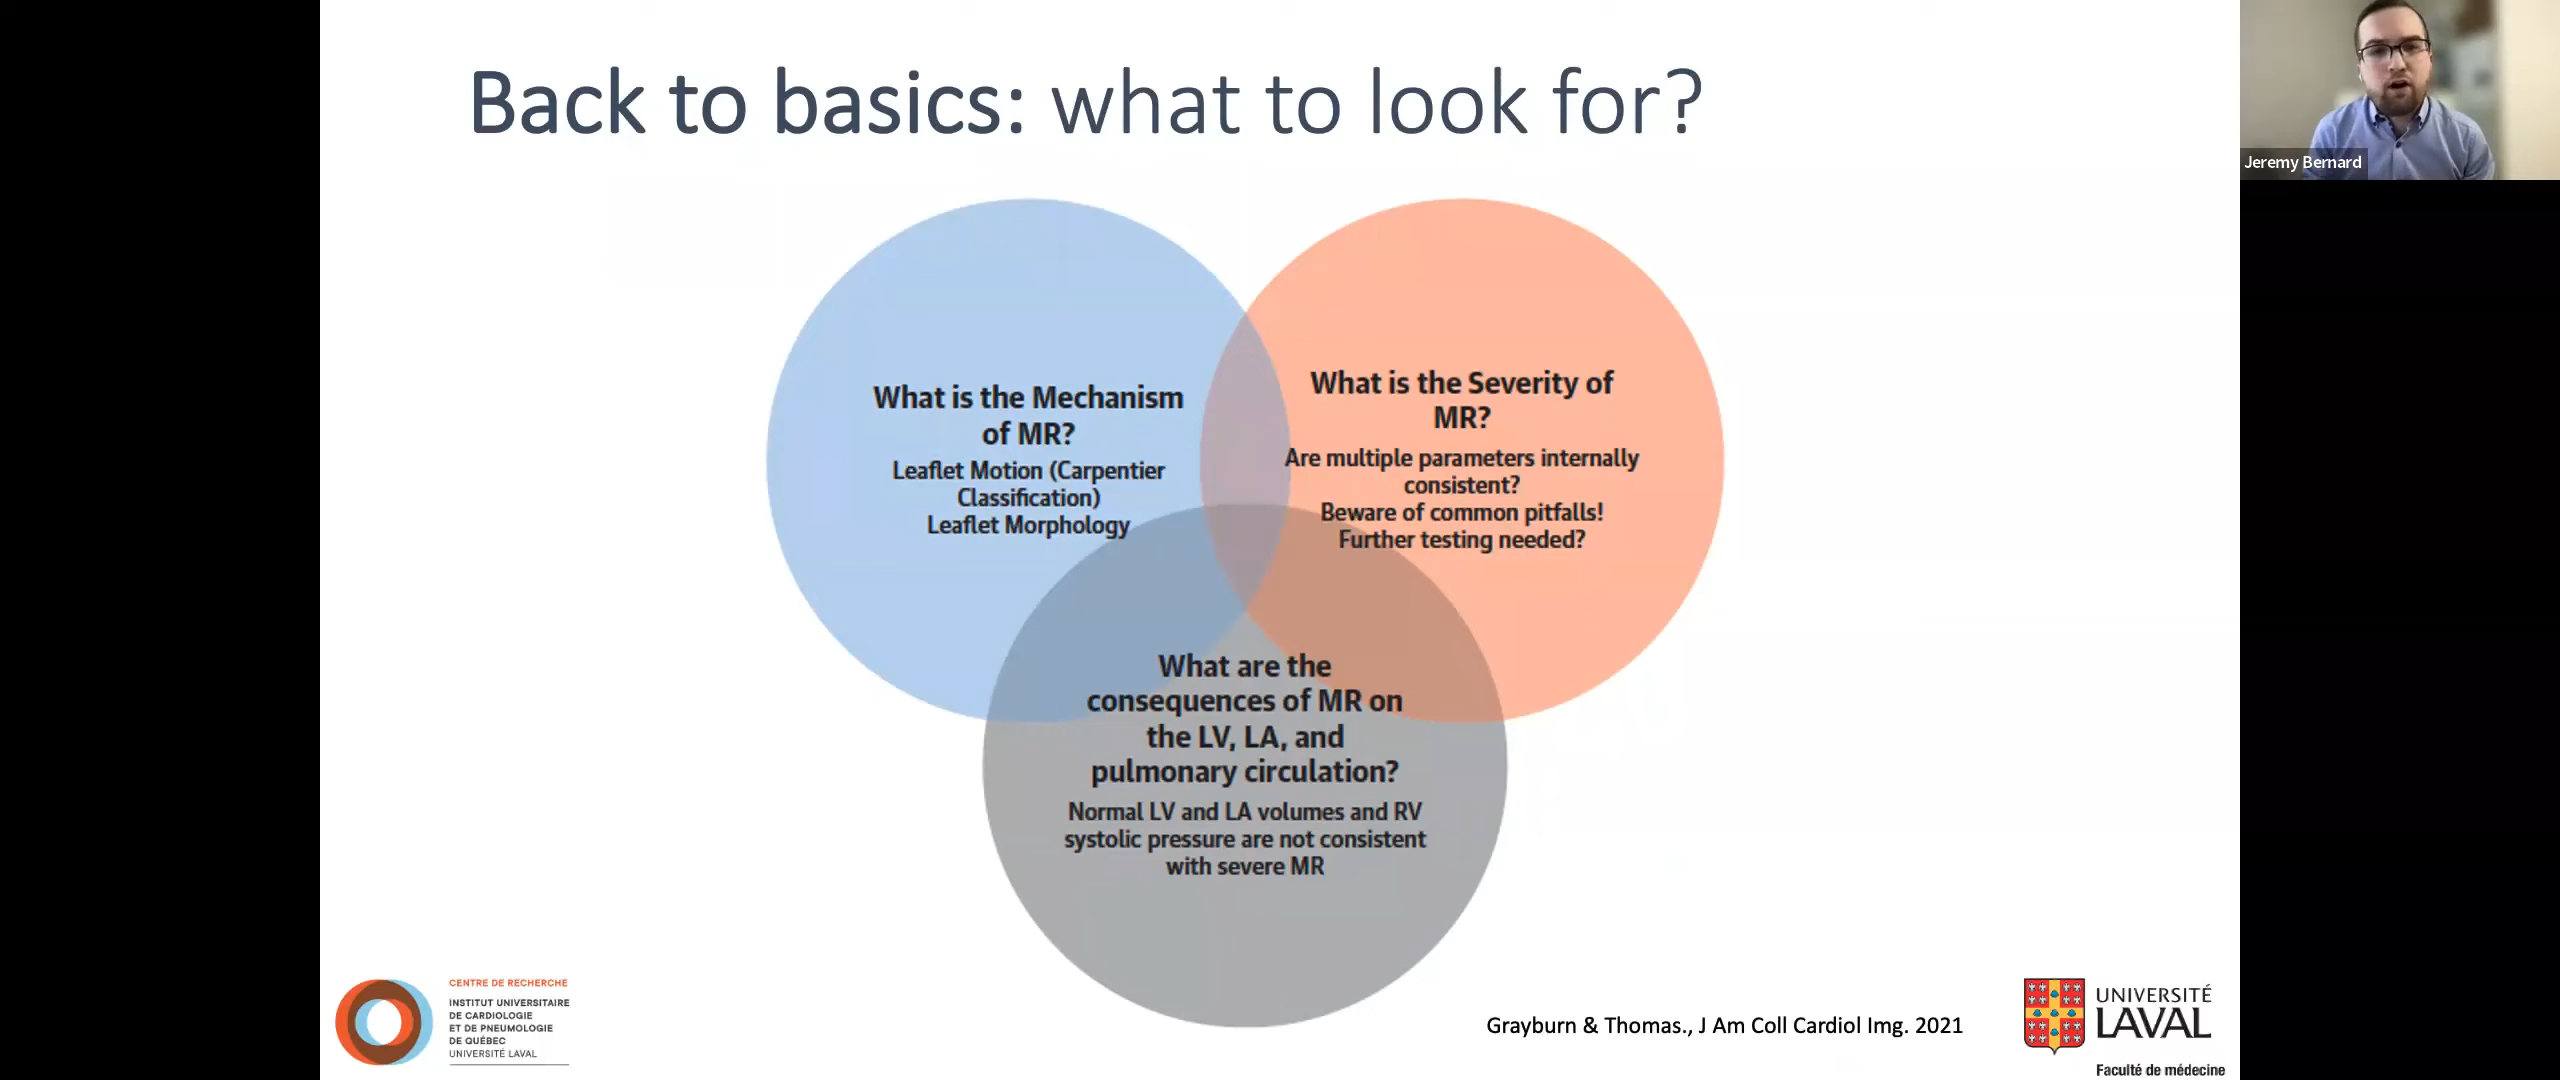 Back to basics: what to look for?
Jeremy Bernard
What is the Mechanism
of MR?
Leaflet Motion (Carpentier
Classification)
Leaflet Morphology
What is the Severity of
MR?
Are multiple parameters internally
consistent?
Beware of common pitfalls!
Further testing needed?
What are the
consequences of MR on
the LV, LA, and
pulmonary circulation?
Normal LV and LA volumes and RV
systolic pressure are not consistent
with severe MR
CENTRE DE RECHERCHE
INSTITUT UNIVERSITAIRE
DE CARDIOLOGIE
ET DE PNEUMOLOGIE
DE QUÉBEC
UNIVERSITÉ LAVAL
Grayburn & Thomas., J Am Coll Cardiol Img. 2021
UNIVERSITÉ
LAVAL
Faculté de médecine